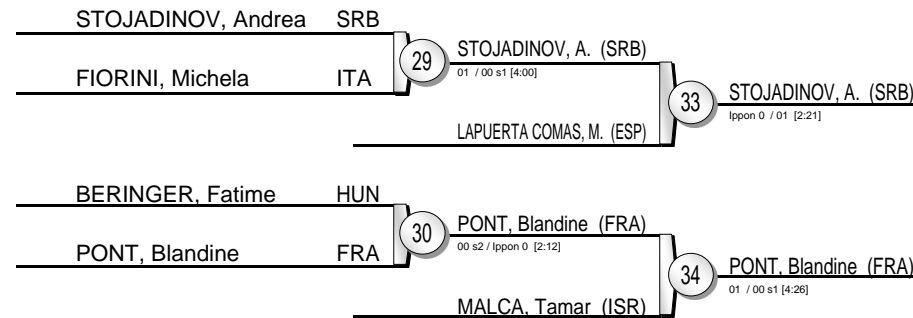 STOJADINOV, Andrea SRB
FIORINI, Michela ITA
29
STOJADINOV, A. (SRB)
01 / 00 s1 [4:00]
LAPUERTA COMAS, M. (ESP)
33
STOJADINOV, A. (SRB)
Ippon 0 / 01 [2:21]
BERINGER, Fatime HUN
PONT, Blandine FRA
30
PONT, Blandine (FRA)
00 s2 / Ippon 0 [2:12]
MALCA, Tamar (ISR)
34
PONT, Blandine (FRA)
01 / 00 s1 [4:26]